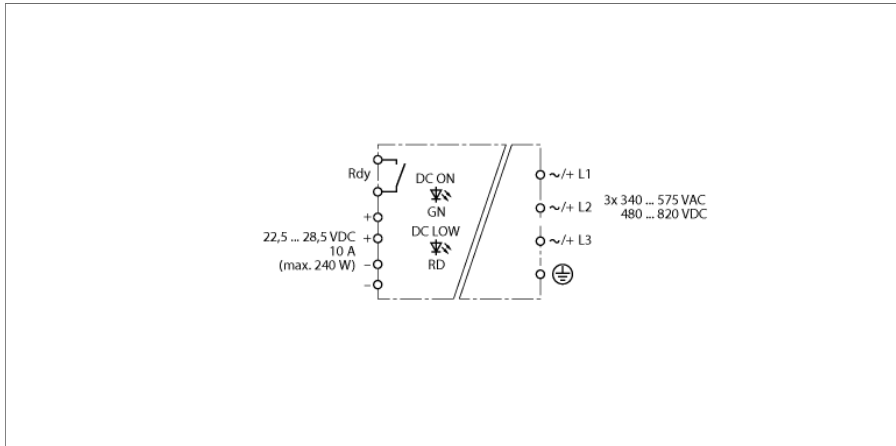 Rdy
DC ON
GN
DC LOW
RD
+
22,5 ... 28,5 VDC +
10 A
(max. 240 W) –
–
~/+ L1
~/+ L2
~/+ L3
3x 340 ... 575 VAC
480 ... 820 VDC